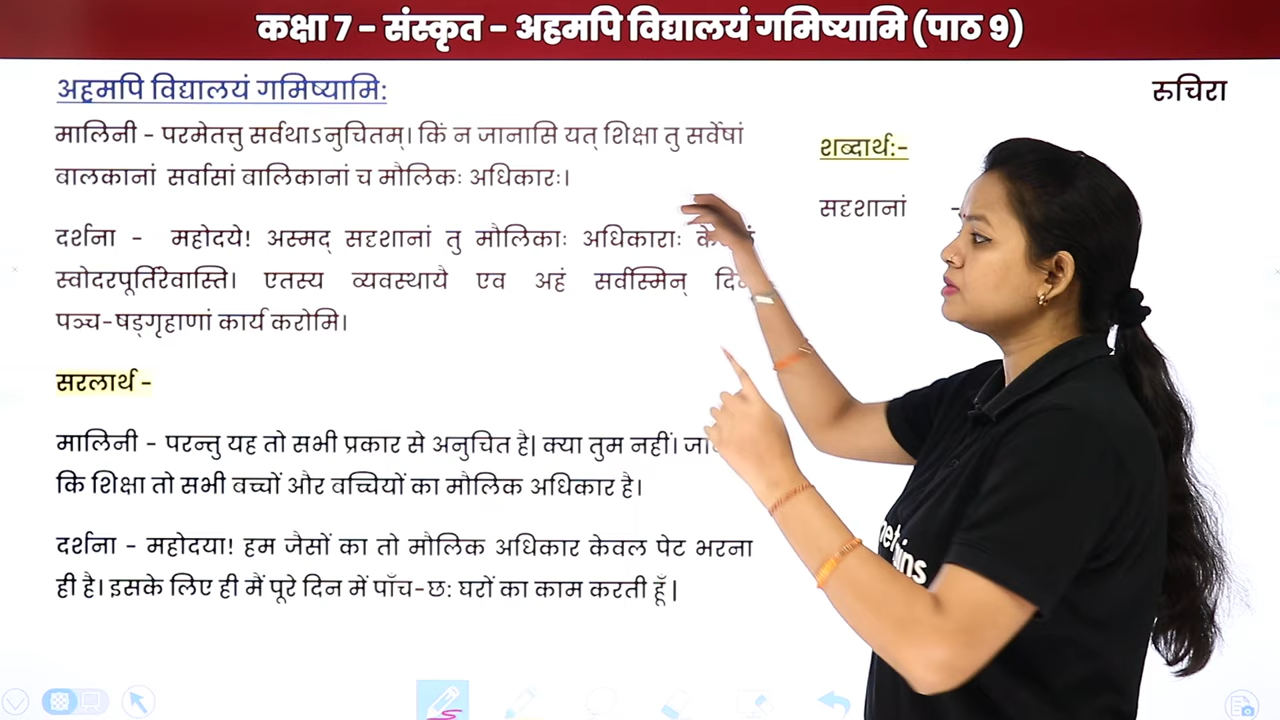 कक्षा 7 - संस्कृत - अहमपि विद्यालयं गमिष्यामि (पाठ 9)
अहमपि विद्यालयं गमिष्यामि:
रुचिरा
मालिनी - परमेतत्तु सर्वथाऽनुचितम्। किं न जानासि यत् शिक्षा तु सर्वेषां
बालकानां सर्वासां बालिकानां च मौलिकः अधिकारः।
दर्शना - महोदये! अस्मद् सदृशानां तु मौलिकाः अधिकाराः
स्वोदरपूर्तिरेवास्ति। एतस्य व्यवस्थायै एव अहं सर्वस्मिन्
पञ्च-षड्गृहाणां कार्य करोमि।
सरलार्थ -
मालिनी - परन्तु यह तो सभी प्रकार से अनुचित है| क्या तुम नहीं।
कि शिक्षा तो सभी बच्चों और बच्चियों का मौलिक अधिकार है।
दर्शना - महोदया! हम जैसों का तो मौलिक अधिकार केवल पेट भरना
ही है। इसके लिए ही मैं पूरे दिन में पाँच-छः घरों का काम करती हूँ |
शब्दार्थ:-
सदृशानां -